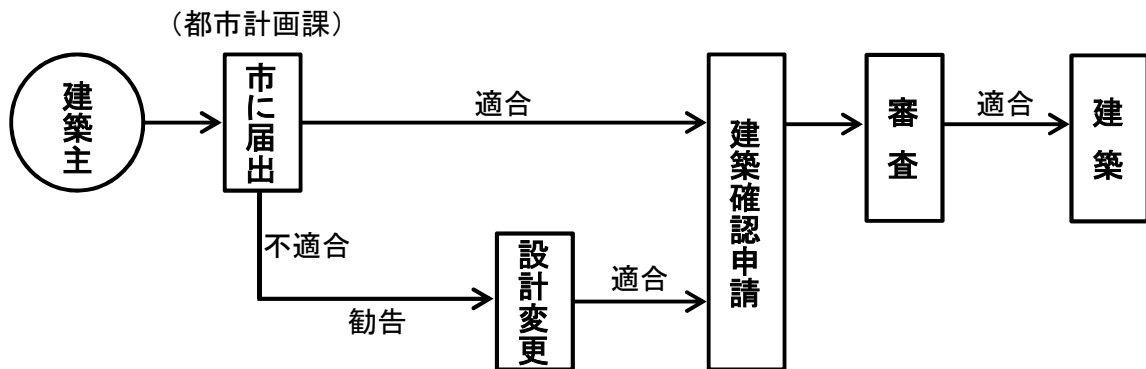 （都市計画課）
建築主
市に届出
適合
建築確認申請
審査
適合
建築
不適合
勧告
設計変更
適合